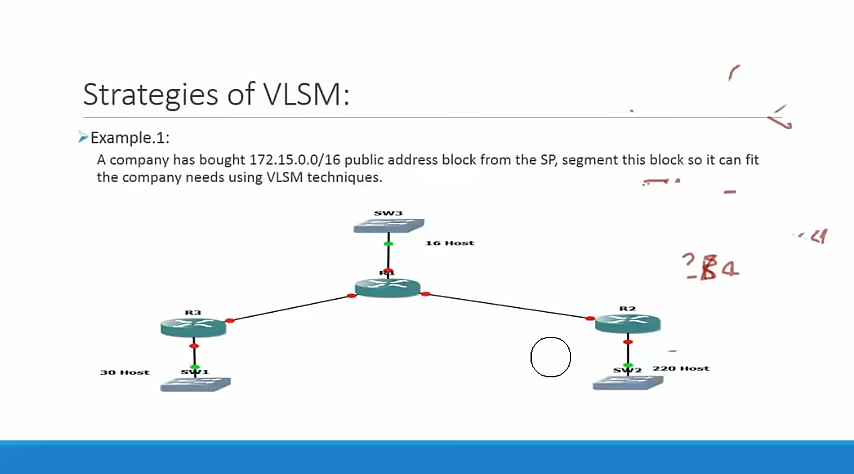 Strategies of VLSM:
Example.1:
A company has bought 172.15.0.0/16 public address block from the SP, segment this block so it can fit
the company needs using VLSM techniques.
SW3
16 Host
R1
R3
R2
30 Host
SW1
SW2
220 Host